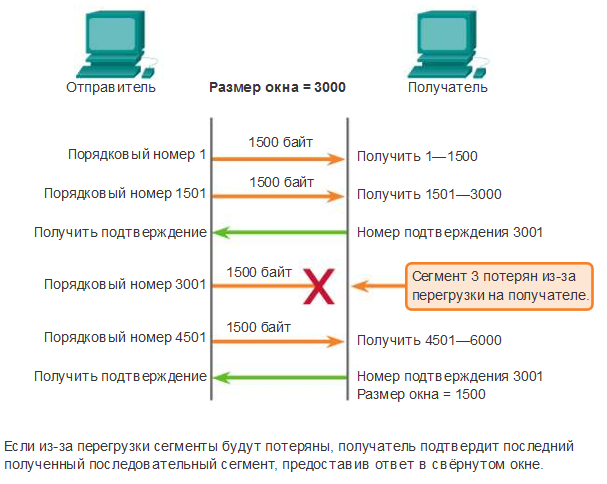 Отправитель
Размер окна = 3000
Получатель
1500 байт
Порядковый номер 1
Получить 1—1500
1500 байт
Порядковый номер 1501
Получить 1501—3000
Получить подтверждение
Номер подтверждения 3001
1500 байт
Порядковый номер 3001
X
Сегмент 3 потерян из-за
перегрузки на получателе.
1500 байт
Порядковый номер 4501
Получить 4501—6000
Получить подтверждение
Номер подтверждения 3001
Размер окна = 1500
Если из-за перегрузки сегменты будут потеряны, получатель подтвердит последний
полученный последовательный сегмент, предоставив ответ в свёрнутом окне.